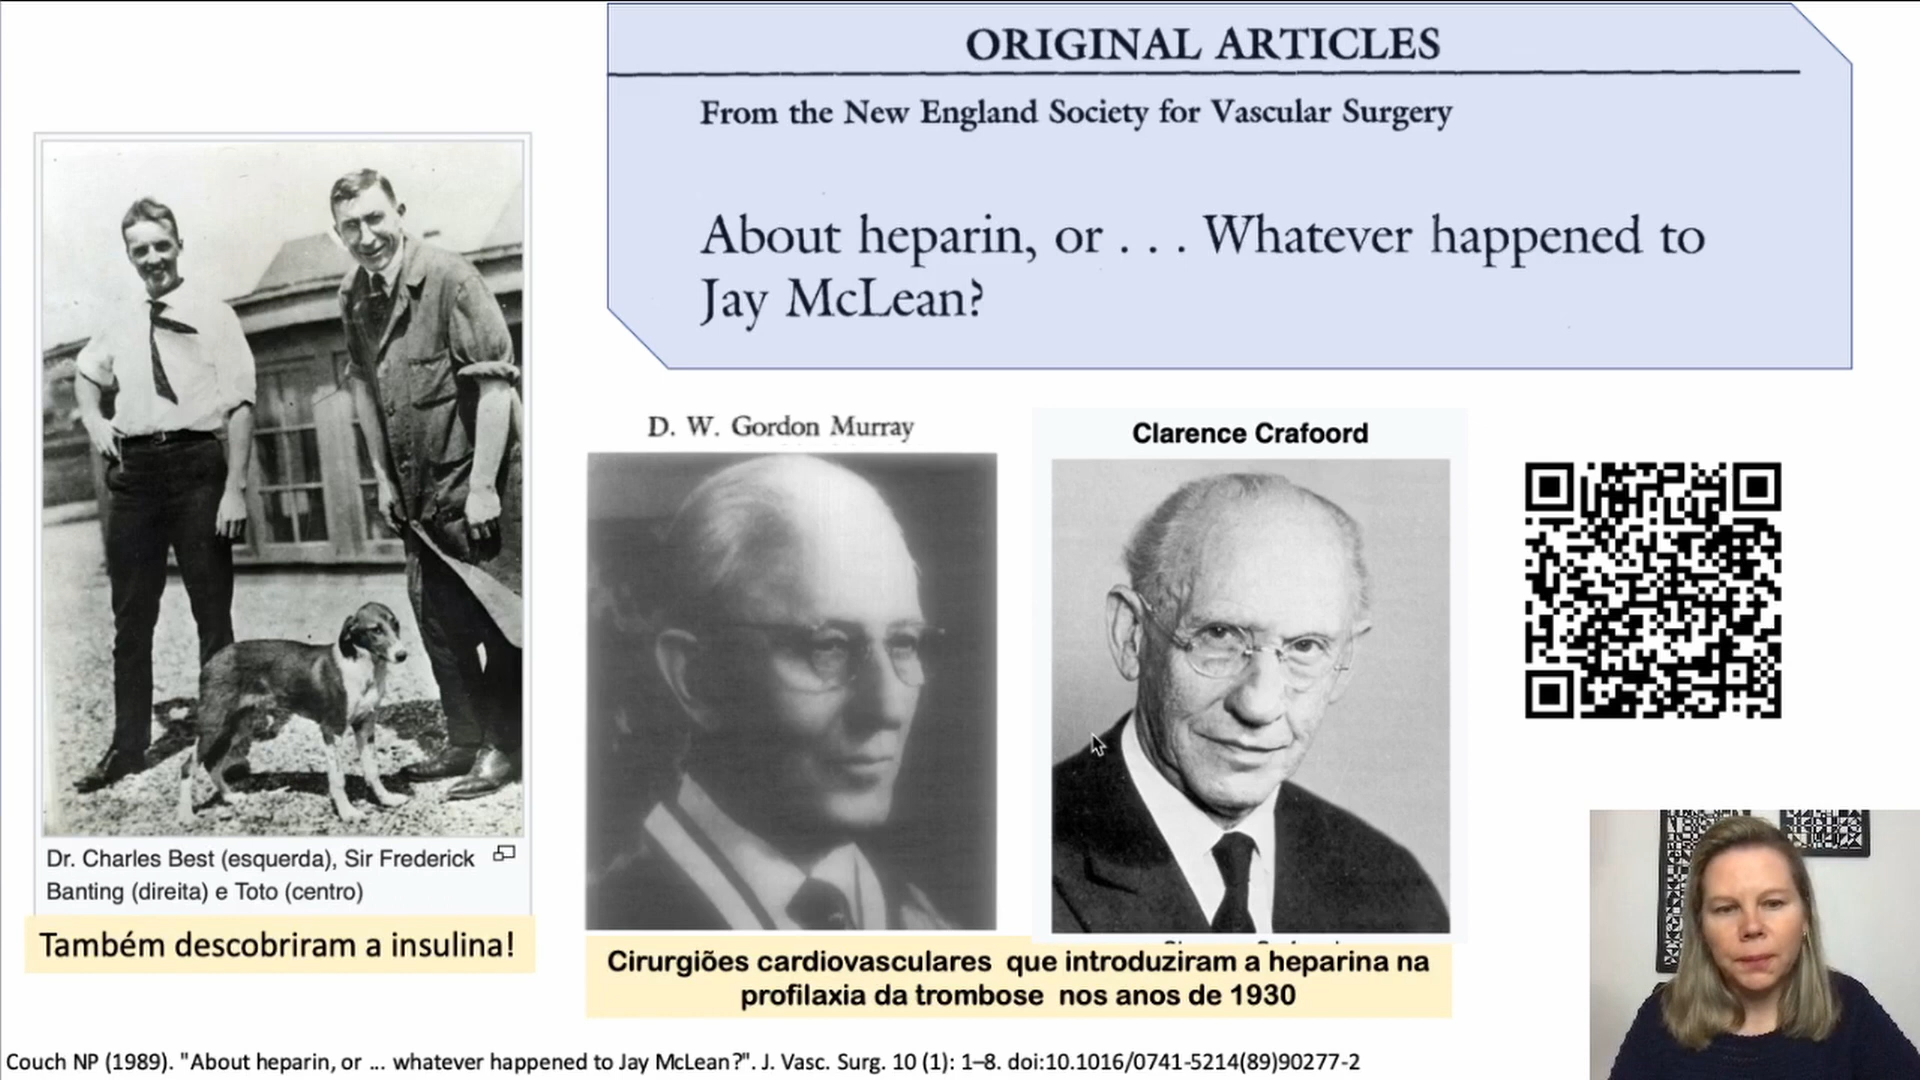 ORIGINAL ARTICLES
From the New England Society for Vascular Surgery
About heparin, or . . . Whatever happened to
Jay McLean?
Dr. Charles Best (esquerda), Sir Frederick
Banting (direita) e Toto (centro)
Também descobriram a insulina!
D. W. Gordon Murray
Clarence Crafoord
Cirurgiões cardiovasculares que introduziram a heparina na
profilaxia da trombose nos anos de 1930
Couch NP (1989). "About heparin, or ... whatever happened to Jay McLean?". J. Vasc. Surg. 10 (1): 1–8. doi:10.1016/0741-5214(89)90277-2